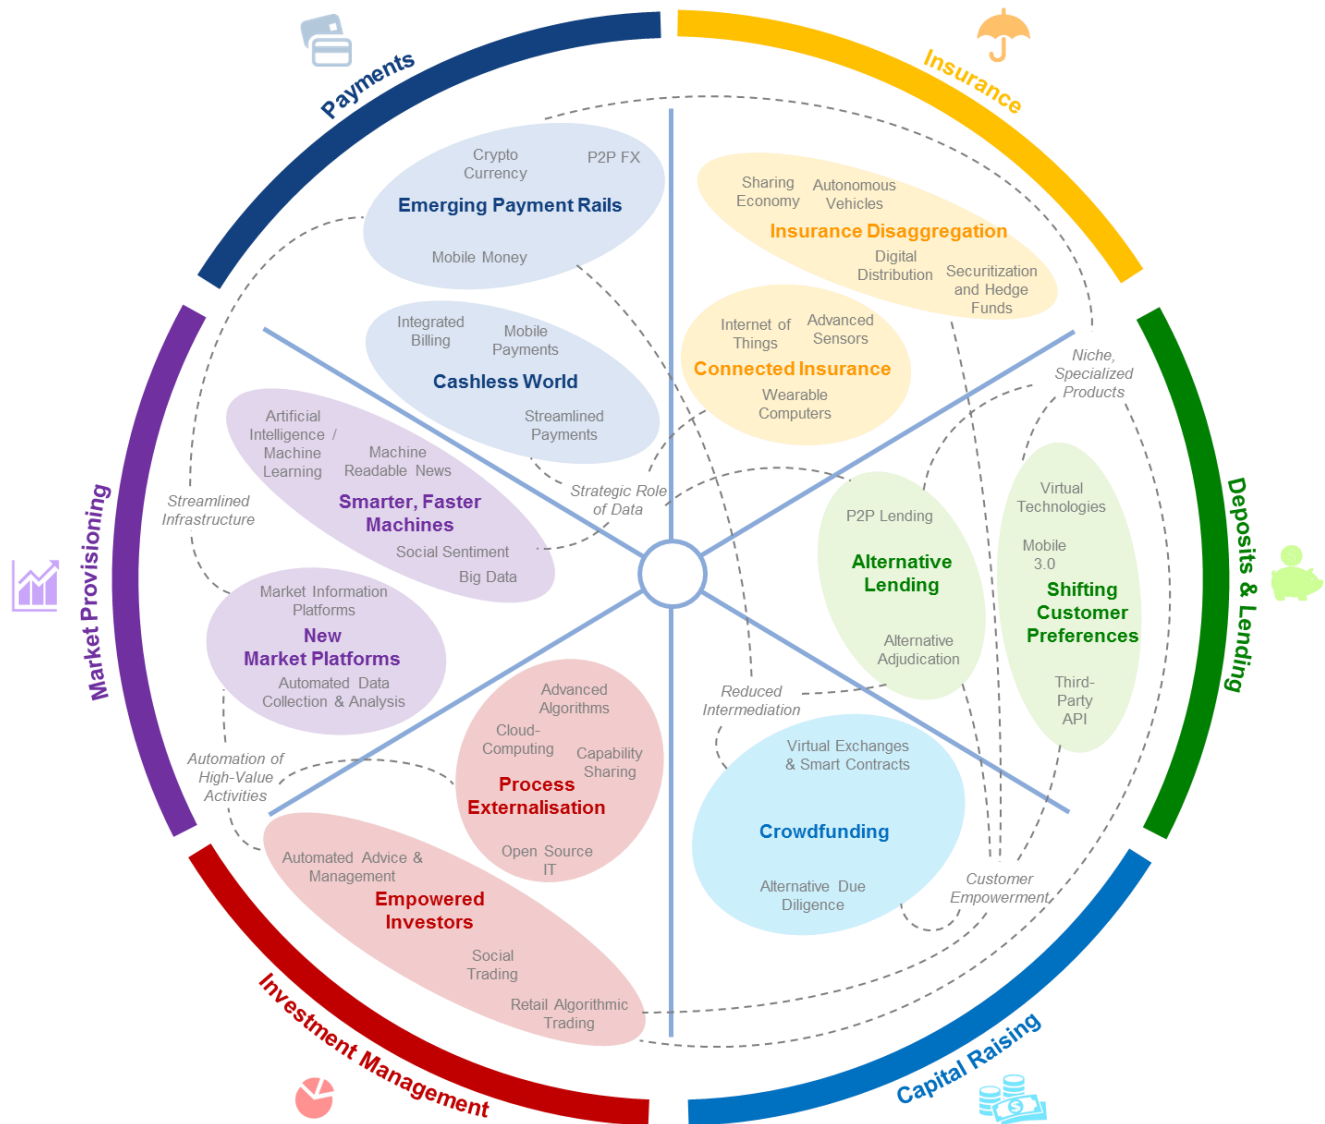 Payments
Crypto
Currency
P2P FX
Emerging Payment Rails
Mobile Money
Integrated
Billing
Mobile
Payments
Cashless World
Streamlined
Payments
Insurance
Sharing
Economy
Autonomous
Vehicles
Insurance Disaggregation
Digital
Distribution
Securitization
and Hedge
Funds
Internet of
Things
Advanced
Sensors
Connected Insurance
Wearable
Computers
Niche,
Specialized
Products
Market Provisioning
Artificial
Intelligence /
Machine
Learning
Machine
Readable News
Smarter, Faster
Machines
Social Sentiment
Big Data
Streamlined
Infrastructure
Strategic Role
of Data
Market Information
Platforms
New
Market Platforms
Automated Data
Collection & Analysis
Automation of
High-Value
Activities
Deposits & Lending
P2P Lending
Alternative
Lending
Alternative
Adjudication
Virtual
Technologies
Mobile
3.0
Shifting
Customer
Preferences
Third-
Party
API
Reduced
Intermediation
Investment Management
Advanced
Algorithms
Cloud-
Computing
Capability
Sharing
Process
Externalisation
Open Source
IT
Automated Advice &
Management
Empowered
Investors
Social
Trading
Retail Algorithmic
Trading
Capital Raising
Virtual Exchanges
& Smart Contracts
Crowdfunding
Alternative Due
Diligence
Customer
Empowerment